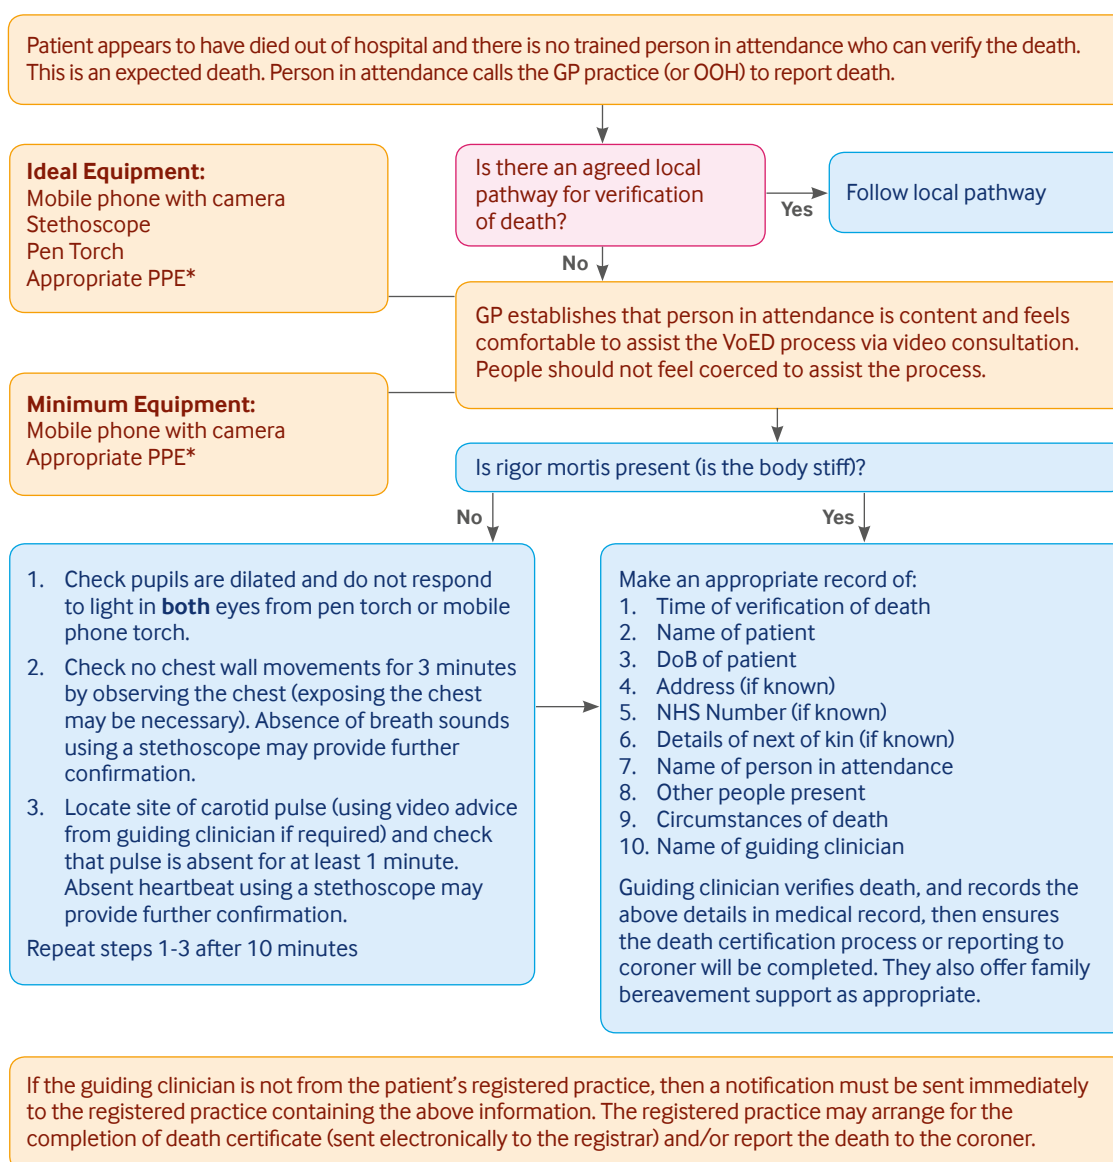 Patient appears to have died out of hospital and there is no trained person in attendance who can verify the death.
This is an expected death. Person in attendance calls the GP practice (or OOH) to report death.
Ideal Equipment:
Mobile phone with camera
Stethoscope
Pen Torch
Appropriate PPE*
Is there an agreed local
pathway for verification
of death?
Yes
Follow local pathway
No
GP establishes that person in attendance is content and feels
comfortable to assist the VoED process via video consultation.
People should not feel coerced to assist the process.
Minimum Equipment:
Mobile phone with camera
Appropriate PPE*
Is rigor mortis present (is the body stiff)?
No
Yes
1. Check pupils are dilated and do not respond
to light in both eyes from pen torch or mobile
phone torch.
2. Check no chest wall movements for 3 minutes
by observing the chest (exposing the chest
may be necessary). Absence of breath sounds
using a stethoscope may provide further
confirmation.
3. Locate site of carotid pulse (using video advice
from guiding clinician if required) and check
that pulse is absent for at least 1 minute.
Absent heartbeat using a stethoscope may
provide further confirmation.
Repeat steps 1-3 after 10 minutes
Make an appropriate record of:
1. Time of verification of death
2. Name of patient
3. DoB of patient
4. Address (if known)
5. NHS Number (if known)
6. Details of next of kin (if known)
7. Name of person in attendance
8. Other people present
9. Circumstances of death
10. Name of guiding clinician
Guiding clinician verifies death, and records the
above details in medical record, then ensures
the death certification process or reporting to
coroner will be completed. They also offer family
bereavement support as appropriate.
If the guiding clinician is not from the patient's registered practice, then a notification must be sent immediately
to the registered practice containing the above information. The registered practice may arrange for the
completion of death certificate (sent electronically to the registrar) and/or report the death to the coroner.